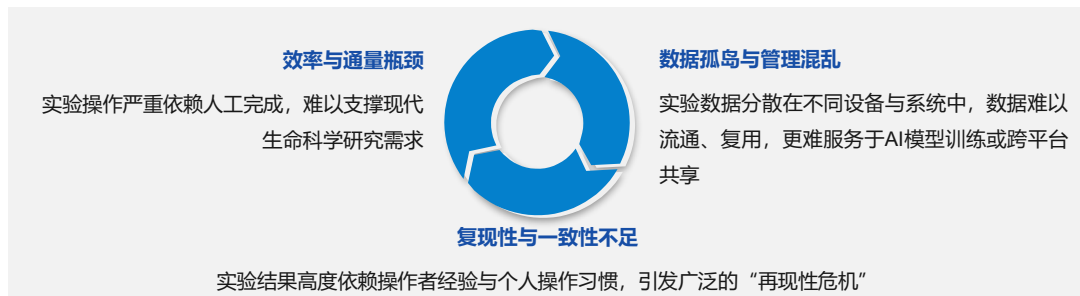 效率与通量瓶颈
实验操作严重依赖人工完成，难以支撑现代
生命科学研究需求
数据孤岛与管理混乱
实验数据分散在不同设备与系统中，数据难以
流通、复用，更难服务于AI模型训练或跨平台
共享
复现性与一致性不足
实验结果高度依赖操作者经验与个人操作习惯，引发广泛的“再现性危机”